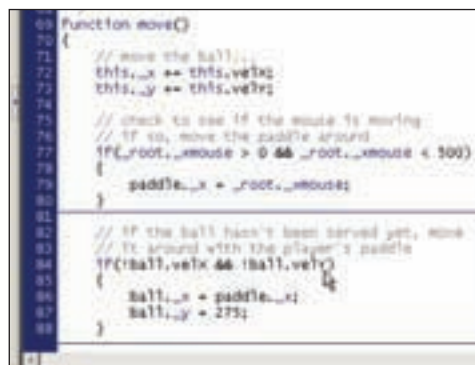 69 function move()
70 {
71 // move the ball...
72 this._x += this.velX;
73 this._y += this.velY;
74
75 // check to see if the mouse is moving
76 // if so, move the paddle around
77 if(_root._xmouse > 0 && _root._xmouse < 500)
78 {
79 paddle._x = _root._xmouse;
80 }
81
82 // if the ball hasn't been served yet, move
83 // it around with the player's paddle
84 if(!ball.velX && !ball.velY)
85 {
86 ball._x = paddle._x;
87 ball._y = 275;
88 }